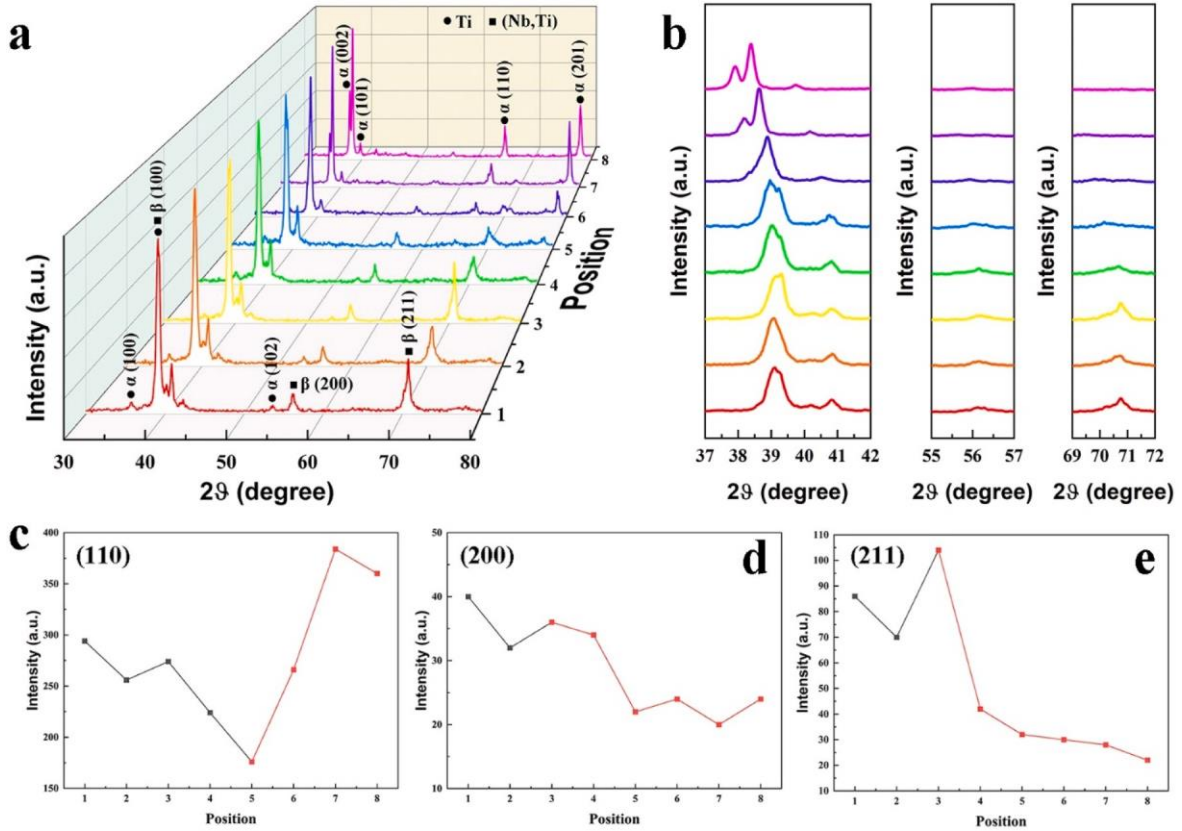 a
● Ti ■ (Nb,Ti)
α (002)
α (101)
α (110)
α (201)
β (100)
α (100)
α (102)
β (200)
β (211)
Intensity (a.u.)
30 40 50 60 70 80
2ϑ (degree)
1 2 3 4 5 6 7 8
Position
b
Intensity (a.u.)
37 38 39 40 41 42
2ϑ (degree)
Intensity (a.u.)
55 56 57
2ϑ (degree)
Intensity (a.u.)
69 70 71 72
2ϑ (degree)
c
(110)
400
350
300
250
200
150
Intensity (a.u.)
1 2 3 4 5 6 7 8
Position
d
(200)
50
40
30
20
10
Intensity (a.u.)
1 2 3 4 5 6 7 8
Position
e
(211)
110
100
90
80
70
60
50
40
30
20
10
Intensity (a.u.)
1 2 3 4 5 6 7 8
Position